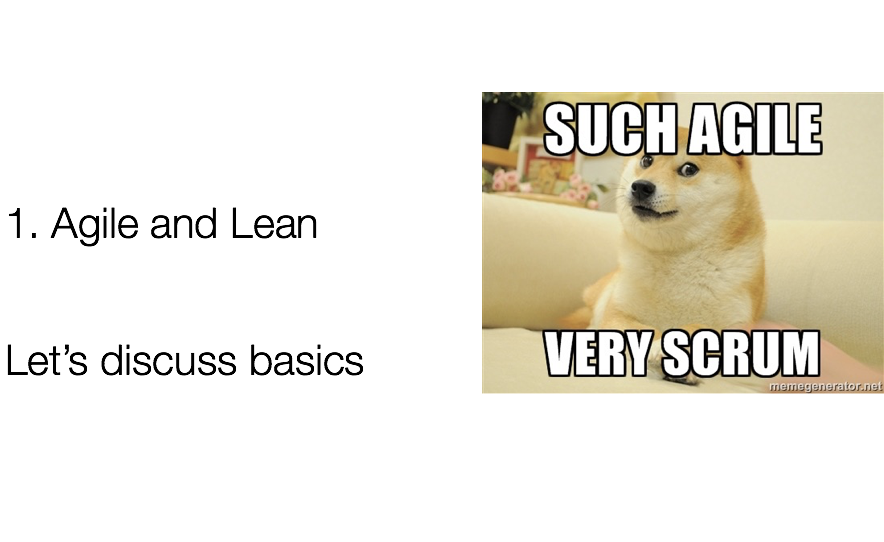 1. Agile and Lean
Let’s discuss basics
SUCH AGILE
VERY SCRUM
memegenerator.net